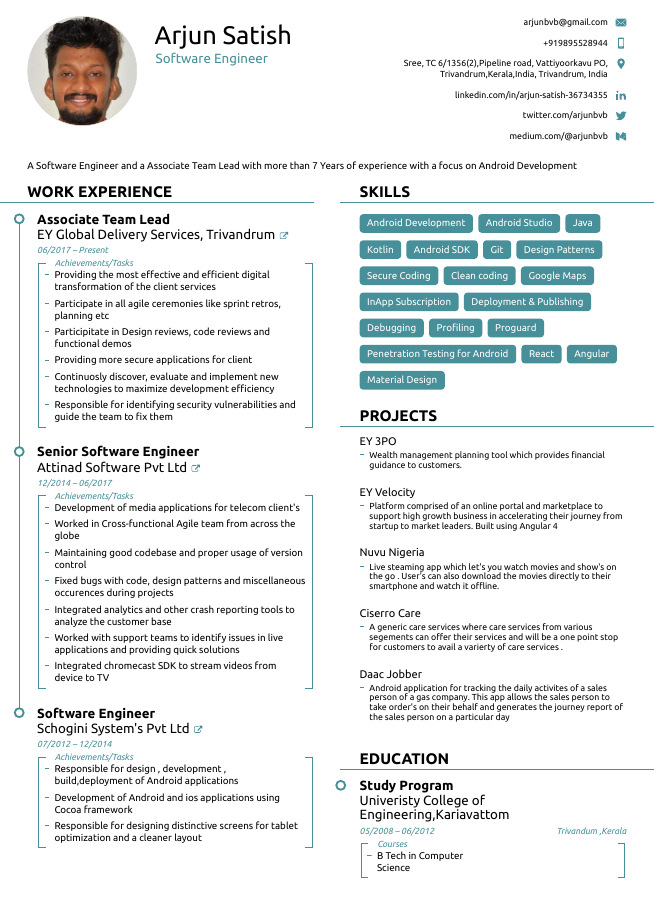 Arjun Satish
Software Engineer
arjunbvb@gmail.com
+919895528944
Sree, TC 6/1356(2),Pipeline road, Vattiyoorkavu PO,
Trivandrum,Kerala,India, Trivandrum, India
linkedin.com/in/arjun-satish-36734355
twitter.com/arjunbvb
medium.com/@arjunbvb
A Software Engineer and a Associate Team Lead with more than 7 Years of experience with a focus on Android Development
WORK EXPERIENCE
Associate Team Lead
EY Global Delivery Services, Trivandrum
06/2017 – Present
Achievements/Tasks
– Providing the most effective and efficient digital
transformation of the client services
– Participate in all agile ceremonies like sprint retros,
planning etc
– Participitate in Design reviews, code reviews and
functional demos
– Providing more secure applications for client
– Continuosly discover, evaluate and implement new
technologies to maximize development efficiency
– Responsible for identifying security vulnerabilities and
guide the team to fix them
Senior Software Engineer
Attinad Software Pvt Ltd
12/2014 – 06/2017
Achievements/Tasks
– Development of media applications for telecom client's
– Worked in Cross-functional Agile team from across the
globe
– Maintaining good codebase and proper usage of version
control
– Fixed bugs with code, design patterns and miscellaneous
occurences during projects
– Integrated analytics and other crash reporting tools to
analyze the customer base
– Worked with support teams to identify issues in live
applications and providing quick solutions
– Integrated chromecast SDK to stream videos from
device to TV
Software Engineer
Schogini System's Pvt Ltd
07/2012 – 12/2014
Achievements/Tasks
– Responsible for design , development ,
build,deployment of Android applications
– Development of Android and ios applications using
Cocoa framework
– Responsible for designing distinctive screens for tablet
optimization and a cleaner layout
SKILLS
Android Development Android Studio Java
Kotlin Android SDK Git Design Patterns
Secure Coding Clean coding Google Maps
InApp Subscription Deployment & Publishing
Debugging Profiling Proguard
Penetration Testing for Android React Angular
Material Design
PROJECTS
EY 3PO
– Wealth management planning tool which provides financial
guidance to customers.
EY Velocity
– Platform comprised of an online portal and marketplace to
support high growth business in accelerating their journey from
startup to market leaders. Built using Angular 4
Nuvu Nigeria
– Live steaming app which let's you watch movies and show's on
the go . User's can also download the movies directly to their
smartphone and watch it offline.
Ciserro Care
– A generic care services where care services from various
segements can offer their services and will be a one point stop
for customers to avail a varierty of care services .
Daac Jobber
– Android application for tracking the daily activites of a sales
person of a gas company. This app allows the sales person to
take order's on their behalf and generates the journey report of
the sales person on a particular day
EDUCATION
Study Program
Univeristy College of
Engineering,Kariavattom
05/2008 – 06/2012 Trivandum ,Kerala
Courses
– B Tech in Computer
Science